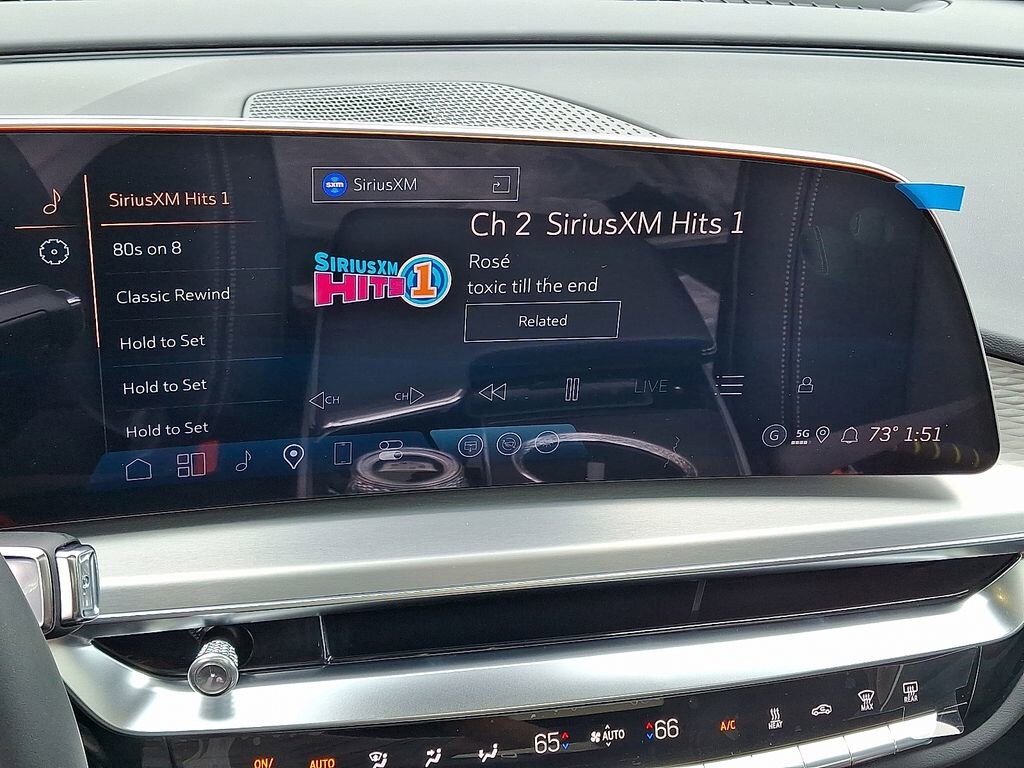 SiriusXM Hits 1
80s on 8
Classic Rewind
Hold to Set
Hold to Set
Hold to Set
sxm SiriusXM
Ch 2 SiriusXM Hits 1
SIRIUSXM
HITS 1
Rosé
toxic till the end
Related
CH
CH
LIVE
G 5G 73° 1:51
ON/ AUTO 65 AUTO 66 A/C HEAT MAX REAR